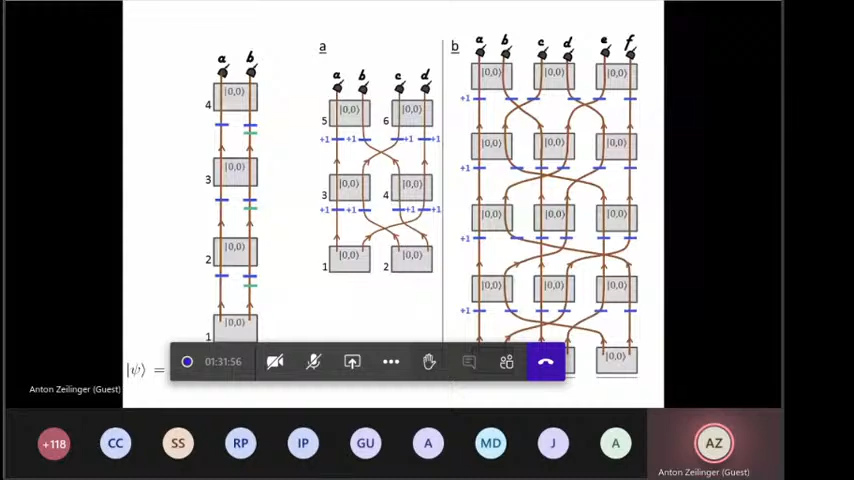 a b
|0,0⟩
4
|0,0⟩
3
|0,0⟩
2
|0,0⟩
1
|ψ⟩ =
a
a b c d
|0,0⟩ |0,0⟩
5 6
+1 +1 +1 +1
|0,0⟩ |0,0⟩
3 4
+1 +1 +1 +1
|0,0⟩ |0,0⟩
1 2
b
a b c d e f
|0,0⟩ |0,0⟩ |0,0⟩
+1
|0,0⟩ |0,0⟩ |0,0⟩
+1
|0,0⟩ |0,0⟩ |0,0⟩
+1
|0,0⟩ |0,0⟩ |0,0⟩
+1
|0,0⟩
01:31:56
Anton Zeilinger (Guest)
+118 CC SS RP IP GU A MD J A AZ
Anton Zeilinger (Guest)